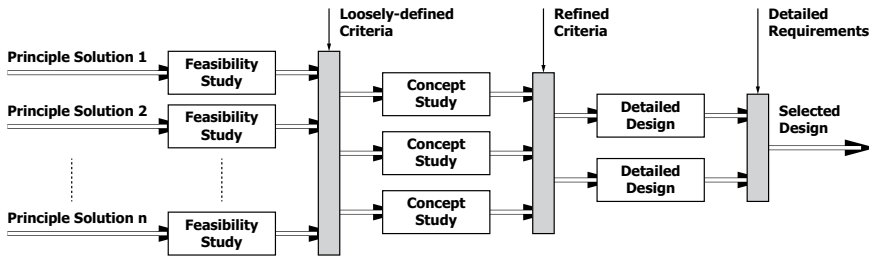 Loosely-defined
Criteria
Refined
Criteria
Detailed
Requirements
Principle Solution 1
Feasibility
Study
Principle Solution 2
Feasibility
Study
Principle Solution n
Feasibility
Study
Concept
Study
Concept
Study
Concept
Study
Detailed
Design
Detailed
Design
Selected
Design